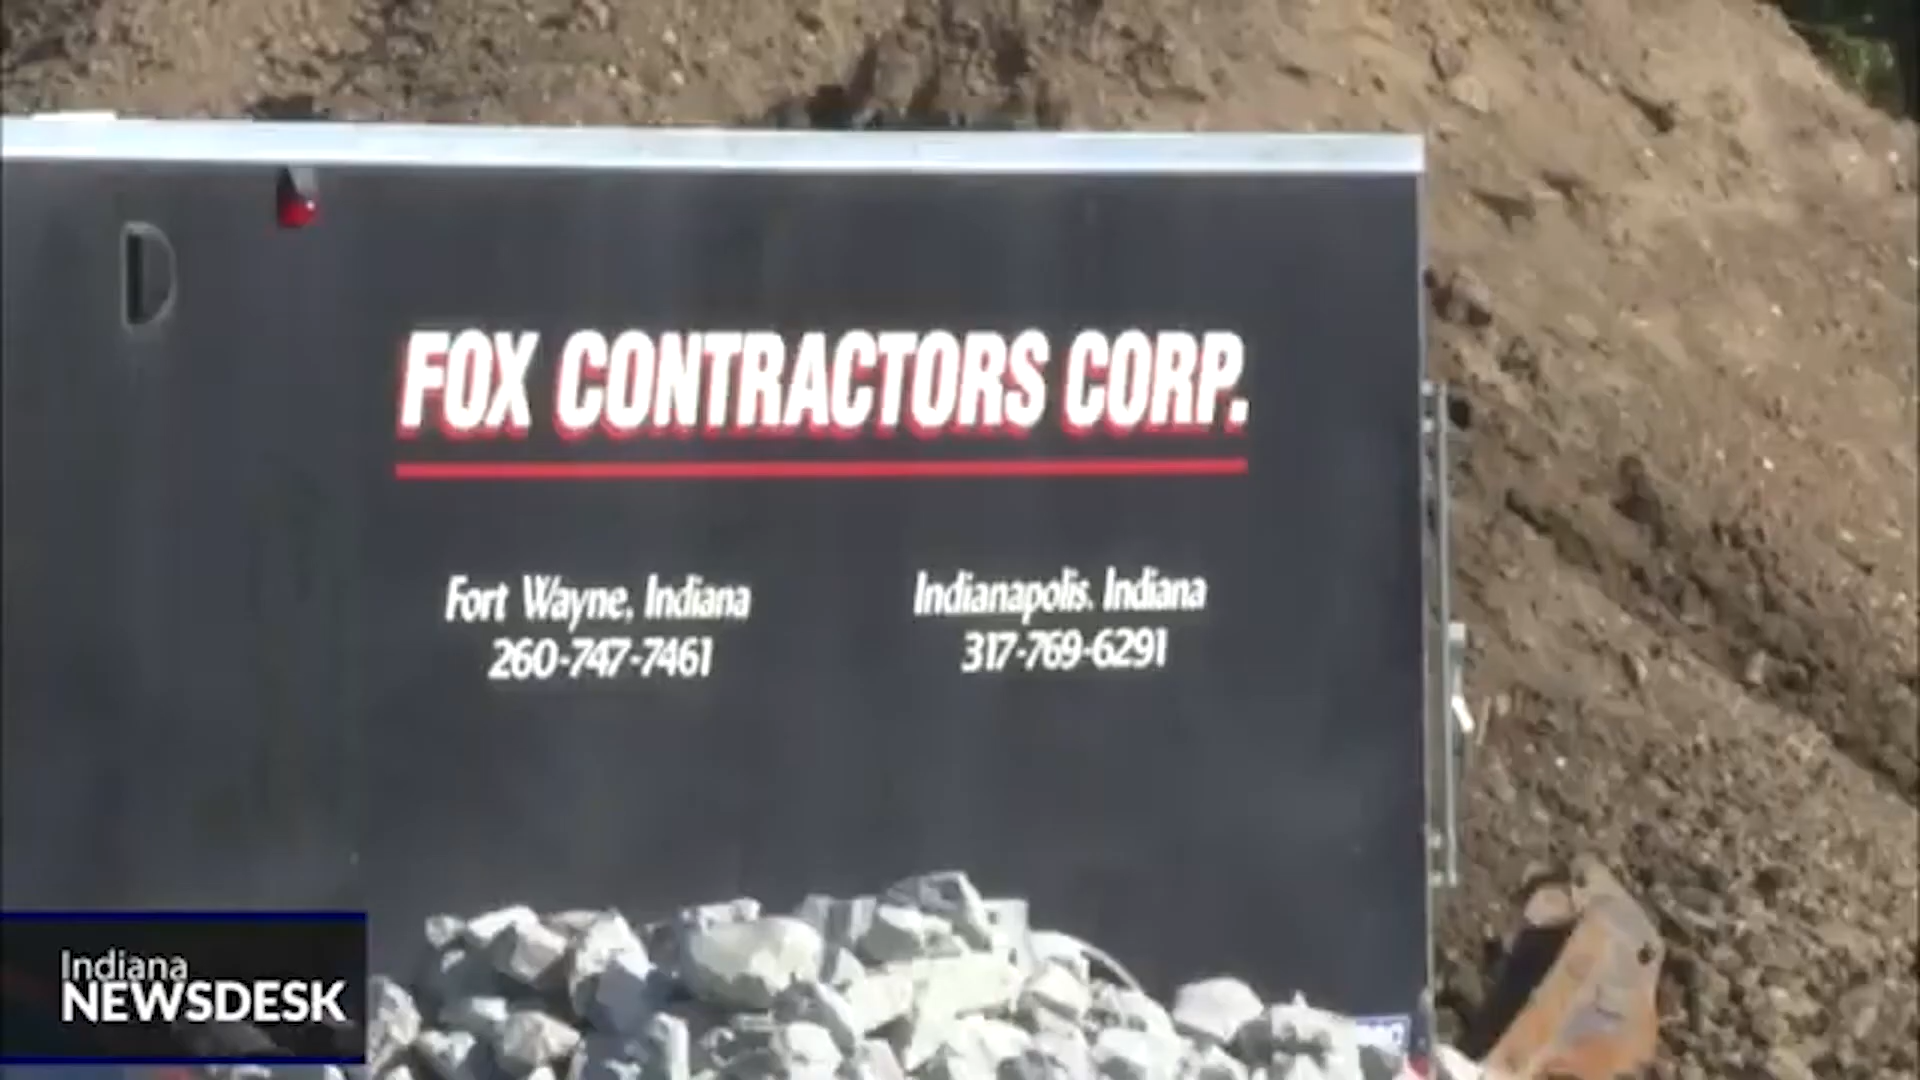 FOX CONTRACTORS CORP.
Fort Wayne, Indiana
260-747-7461
Indianapolis, Indiana
317-769-6291
Indiana
NEWSDESK